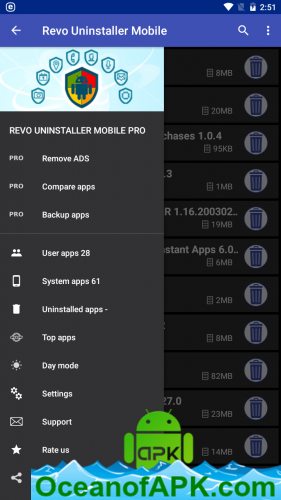 2:51
Revo Uninstaller Mobile
8MB
REVO UNINSTALLER MOBILE PRO
20MB
PRO Remove ADS
chases 1.0.4
95KB
PRO Compare apps
.3
1MB
PRO Backup apps
R 1.16.200302..
19MB
User apps 28
stant Apps 6.0..
6MB
System apps 61
2MB
Uninstalled apps -
Top apps
8MB
Day mode
82MB
Settings
27.0
23MB
Support
apk
Rate us
14MB
OceanofAPK.com